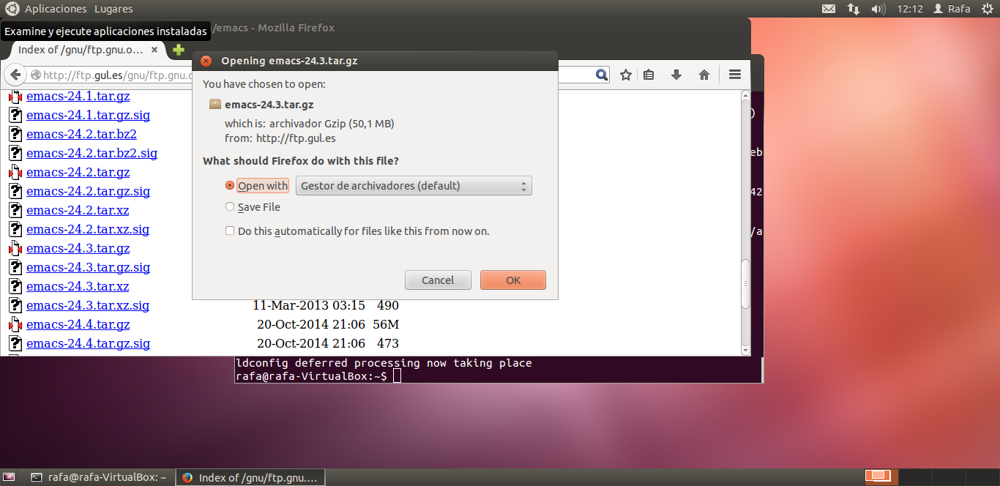 Aplicaciones Lugares 12:12 Rafa
Examine y ejecute aplicaciones instaladas /emacs - Mozilla Firefox
Index of /gnu/ftp.gnu.o...
http://ftp.gul.es/gnu/ftp.gnu.o
Opening emacs-24.3.tar.gz
You have chosen to open:
emacs-24.3.tar.gz
which is: archivador Gzip (50,1 MB)
from: http://ftp.gul.es
What should Firefox do with this file?
Open with Gestor de archivadores (default)
Save File
Do this automatically for files like this from now on.
Cancel OK
emacs-24.1.tar.gz
emacs-24.1.tar.gz.sig
emacs-24.2.tar.bz2
emacs-24.2.tar.bz2.sig
emacs-24.2.tar.gz
emacs-24.2.tar.gz.sig
emacs-24.2.tar.xz
emacs-24.2.tar.xz.sig
emacs-24.3.tar.gz
emacs-24.3.tar.gz.sig
emacs-24.3.tar.xz
emacs-24.3.tar.xz.sig 11-Mar-2013 03:15 490
emacs-24.4.tar.gz 20-Oct-2014 21:06 56M
emacs-24.4.tar.gz.sig 20-Oct-2014 21:06 473
)
eb
42
/a
ldconfig deferred processing now taking place
rafa@rafa-VirtualBox:~$
rafa@rafa-VirtualBox: ~ Index of /gnu/ftp.gnu....